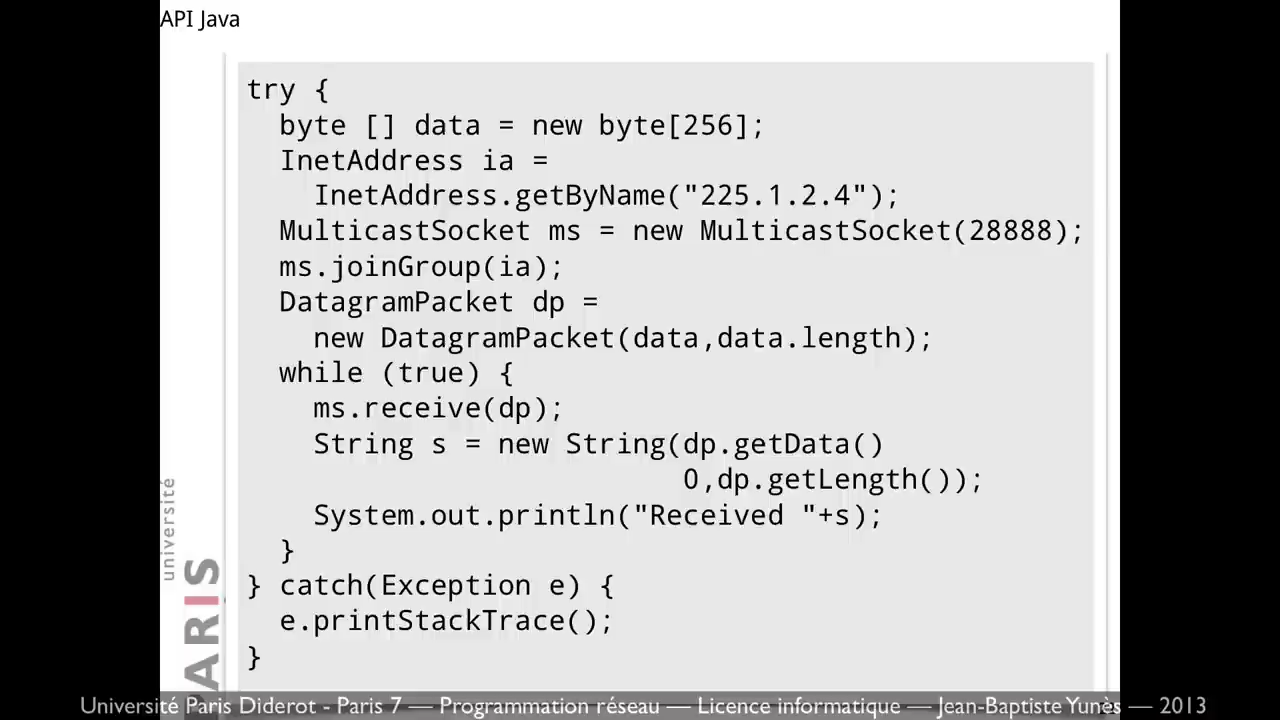 API Java
try {
byte [] data = new byte[256];
InetAddress ia =
InetAddress.getByName("225.1.2.4");
MulticastSocket ms = new MulticastSocket(28888);
ms.joinGroup(ia);
DatagramPacket dp =
new DatagramPacket(data,data.length);
while (true) {
ms.receive(dp);
String s = new String(dp.getData()
0,dp.getLength());
System.out.println("Received "+s);
}
} catch(Exception e) {
e.printStackTrace();
}
université
PARIS
Université Paris Diderot - Paris 7 — Programmation réseau — Licence informatique — Jean-Baptiste Yunès — 2013